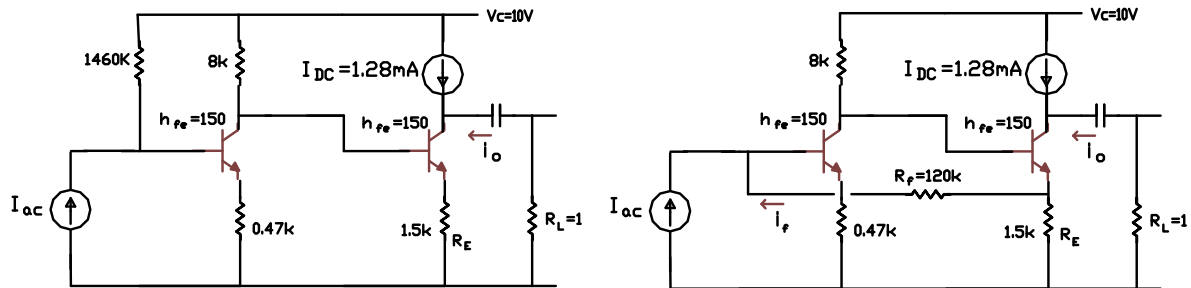 Vc=10V
1460K
8k
I DC =1.28mA
h fe =150
h fe =150
i o
I ac
0.47k
1.5k
R E
R L =1
Vc=10V
8k
I DC =1.28mA
h fe =150
h fe =150
i o
R f =120k
I ac
i f
0.47k
1.5k
R E
R L =1